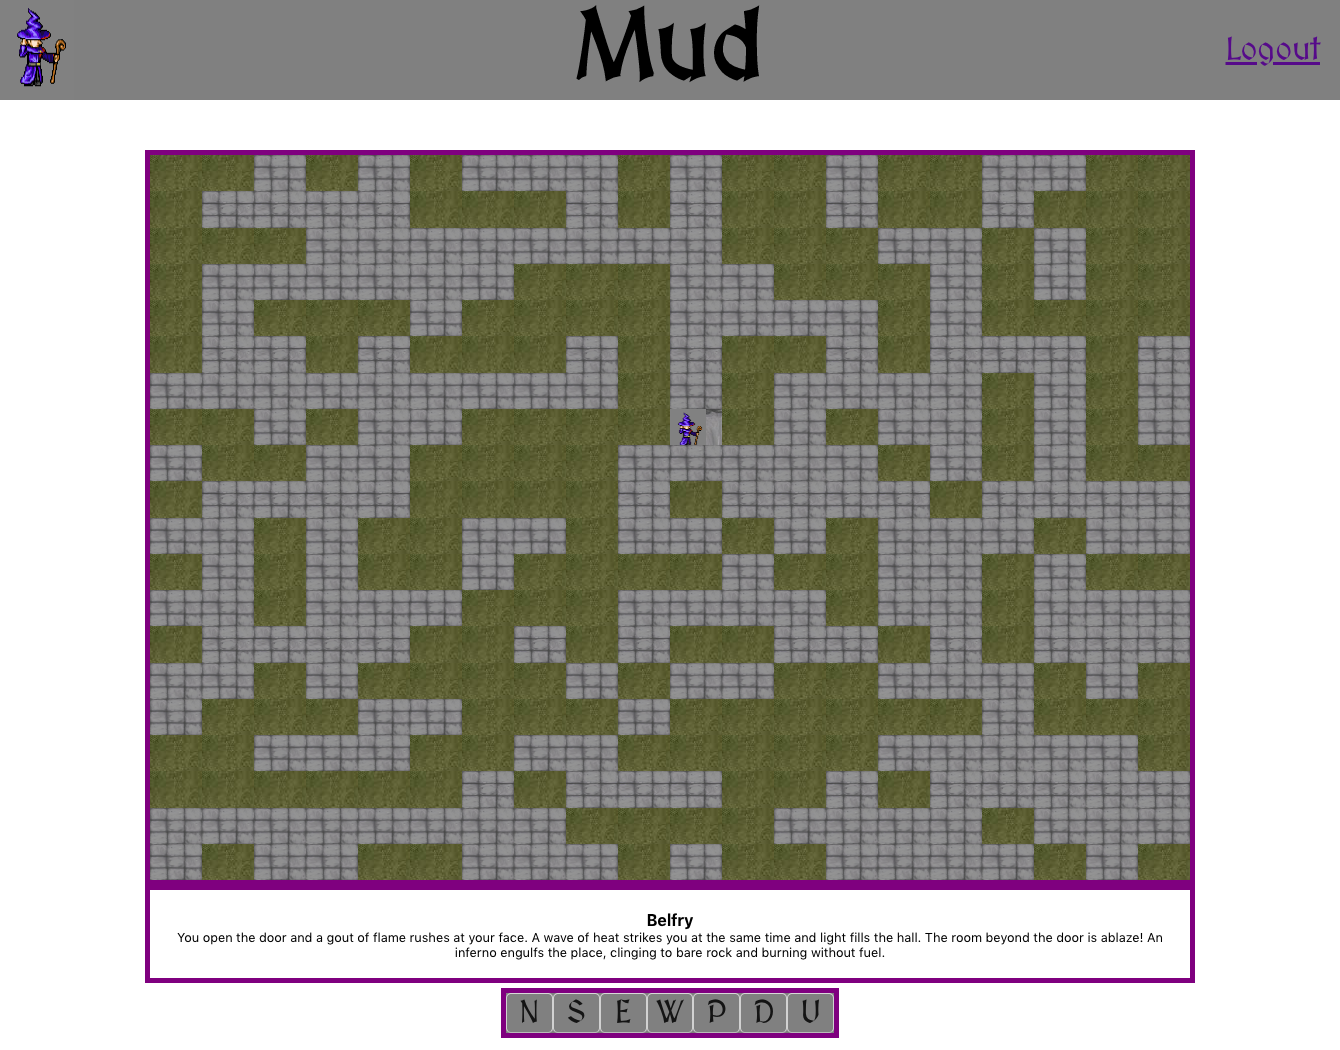 Mud
Logout
Belfry
You open the door and a gout of flame rushes at your face. A wave of heat strikes you at the same time and light fills the hall. The room beyond the door is ablaze! An
inferno engulfs the place, clinging to bare rock and burning without fuel.
N S E W P D U